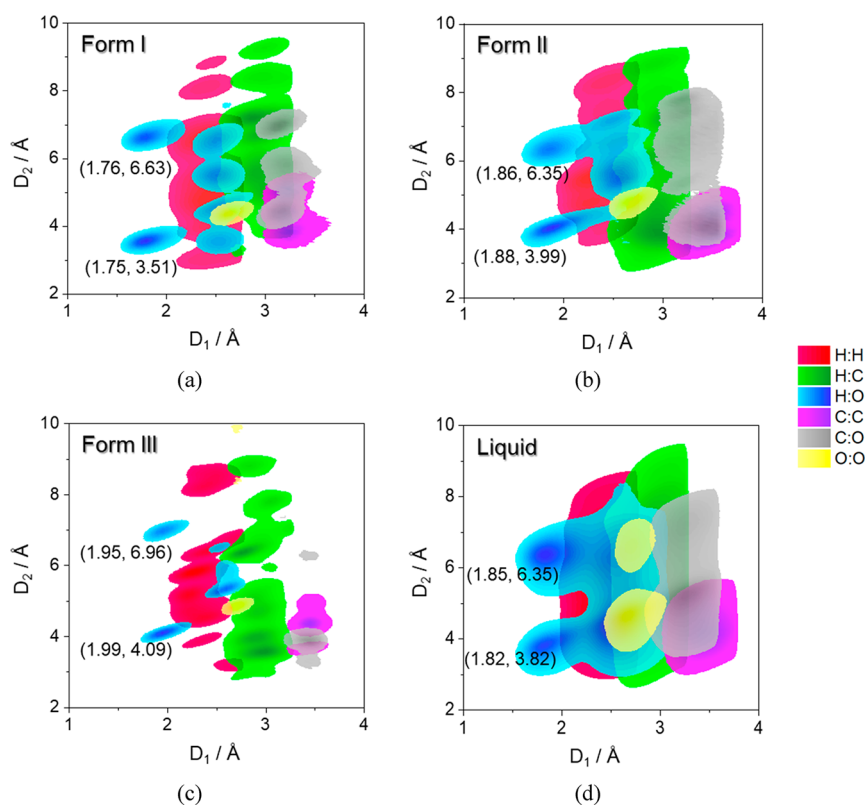 Form I
10
8
6
4
2
D2 / Å
(1.76, 6.63)
(1.75, 3.51)
1 2 3 4
D1 / Å
(a)
Form II
10
8
6
4
2
D2 / Å
(1.86, 6.35)
(1.88, 3.99)
1 2 3 4
D1 / Å
(b)
H:H
H:C
H:O
C:C
C:O
O:O
Form III
10
8
6
4
2
D2 / Å
(1.95, 6.96)
(1.99, 4.09)
1 2 3 4
D1 / Å
(c)
Liquid
10
8
6
4
2
D2 / Å
(1.85, 6.35)
(1.82, 3.82)
1 2 3 4
D1 / Å
(d)